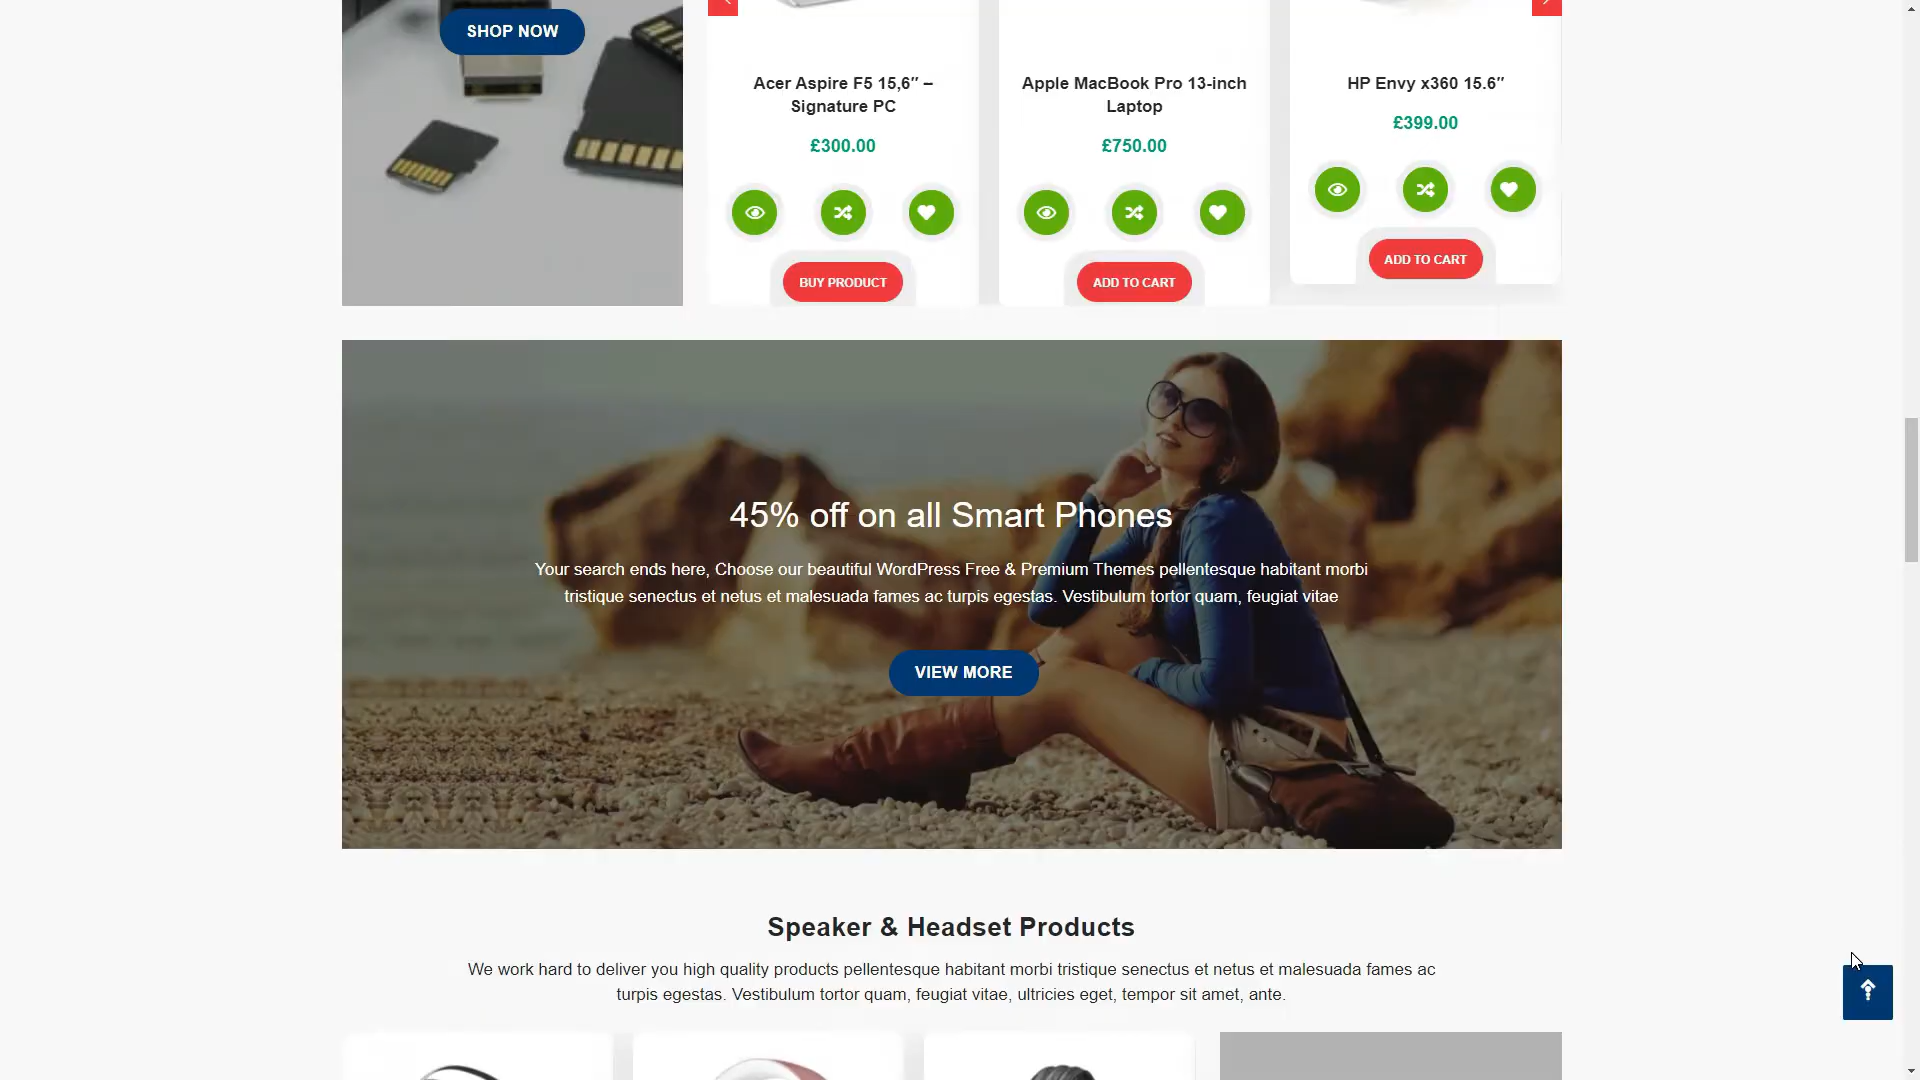 SHOP NOW
Acer Aspire F5 15,6″ –
Signature PC
£300.00
BUY PRODUCT
Apple MacBook Pro 13-inch
Laptop
£750.00
ADD TO CART
HP Envy x360 15.6″
£399.00
ADD TO CART
45% off on all Smart Phones
Your search ends here, Choose our beautiful WordPress Free & Premium Themes pellentesque habitant morbi
tristique senectus et netus et malesuada fames ac turpis egestas. Vestibulum tortor quam, feugiat vitae
VIEW MORE
Speaker & Headset Products
We work hard to deliver you high quality products pellentesque habitant morbi tristique senectus et netus et malesuada fames ac
turpis egestas. Vestibulum tortor quam, feugiat vitae, ultricies eget, tempor sit amet, ante.